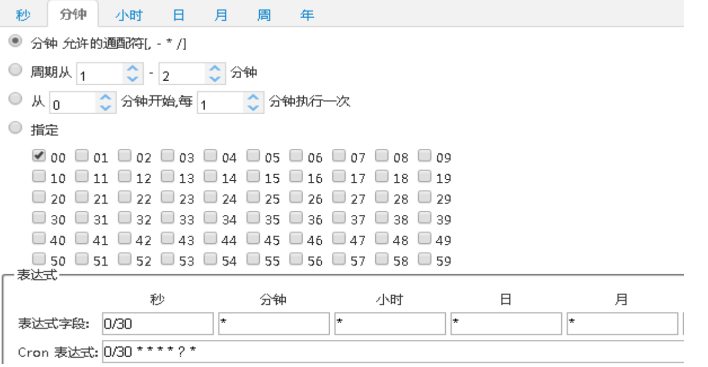 秒 分钟 小时 日 月 周 年
分钟 允许的通配符[, - * /]
周期从 1 - 2 分钟
从 0 分钟开始,每 1 分钟执行一次
指定
00 01 02 03 04 05 06 07 08 09
10 11 12 13 14 15 16 17 18 19
20 21 22 23 24 25 26 27 28 29
30 31 32 33 34 35 36 37 38 39
40 41 42 43 44 45 46 47 48 49
50 51 52 53 54 55 56 57 58 59
表达式
秒 分钟 小时 日 月
表达式字段: 0/30 * * * *
Cron 表达式: 0/30 * * * * ? *